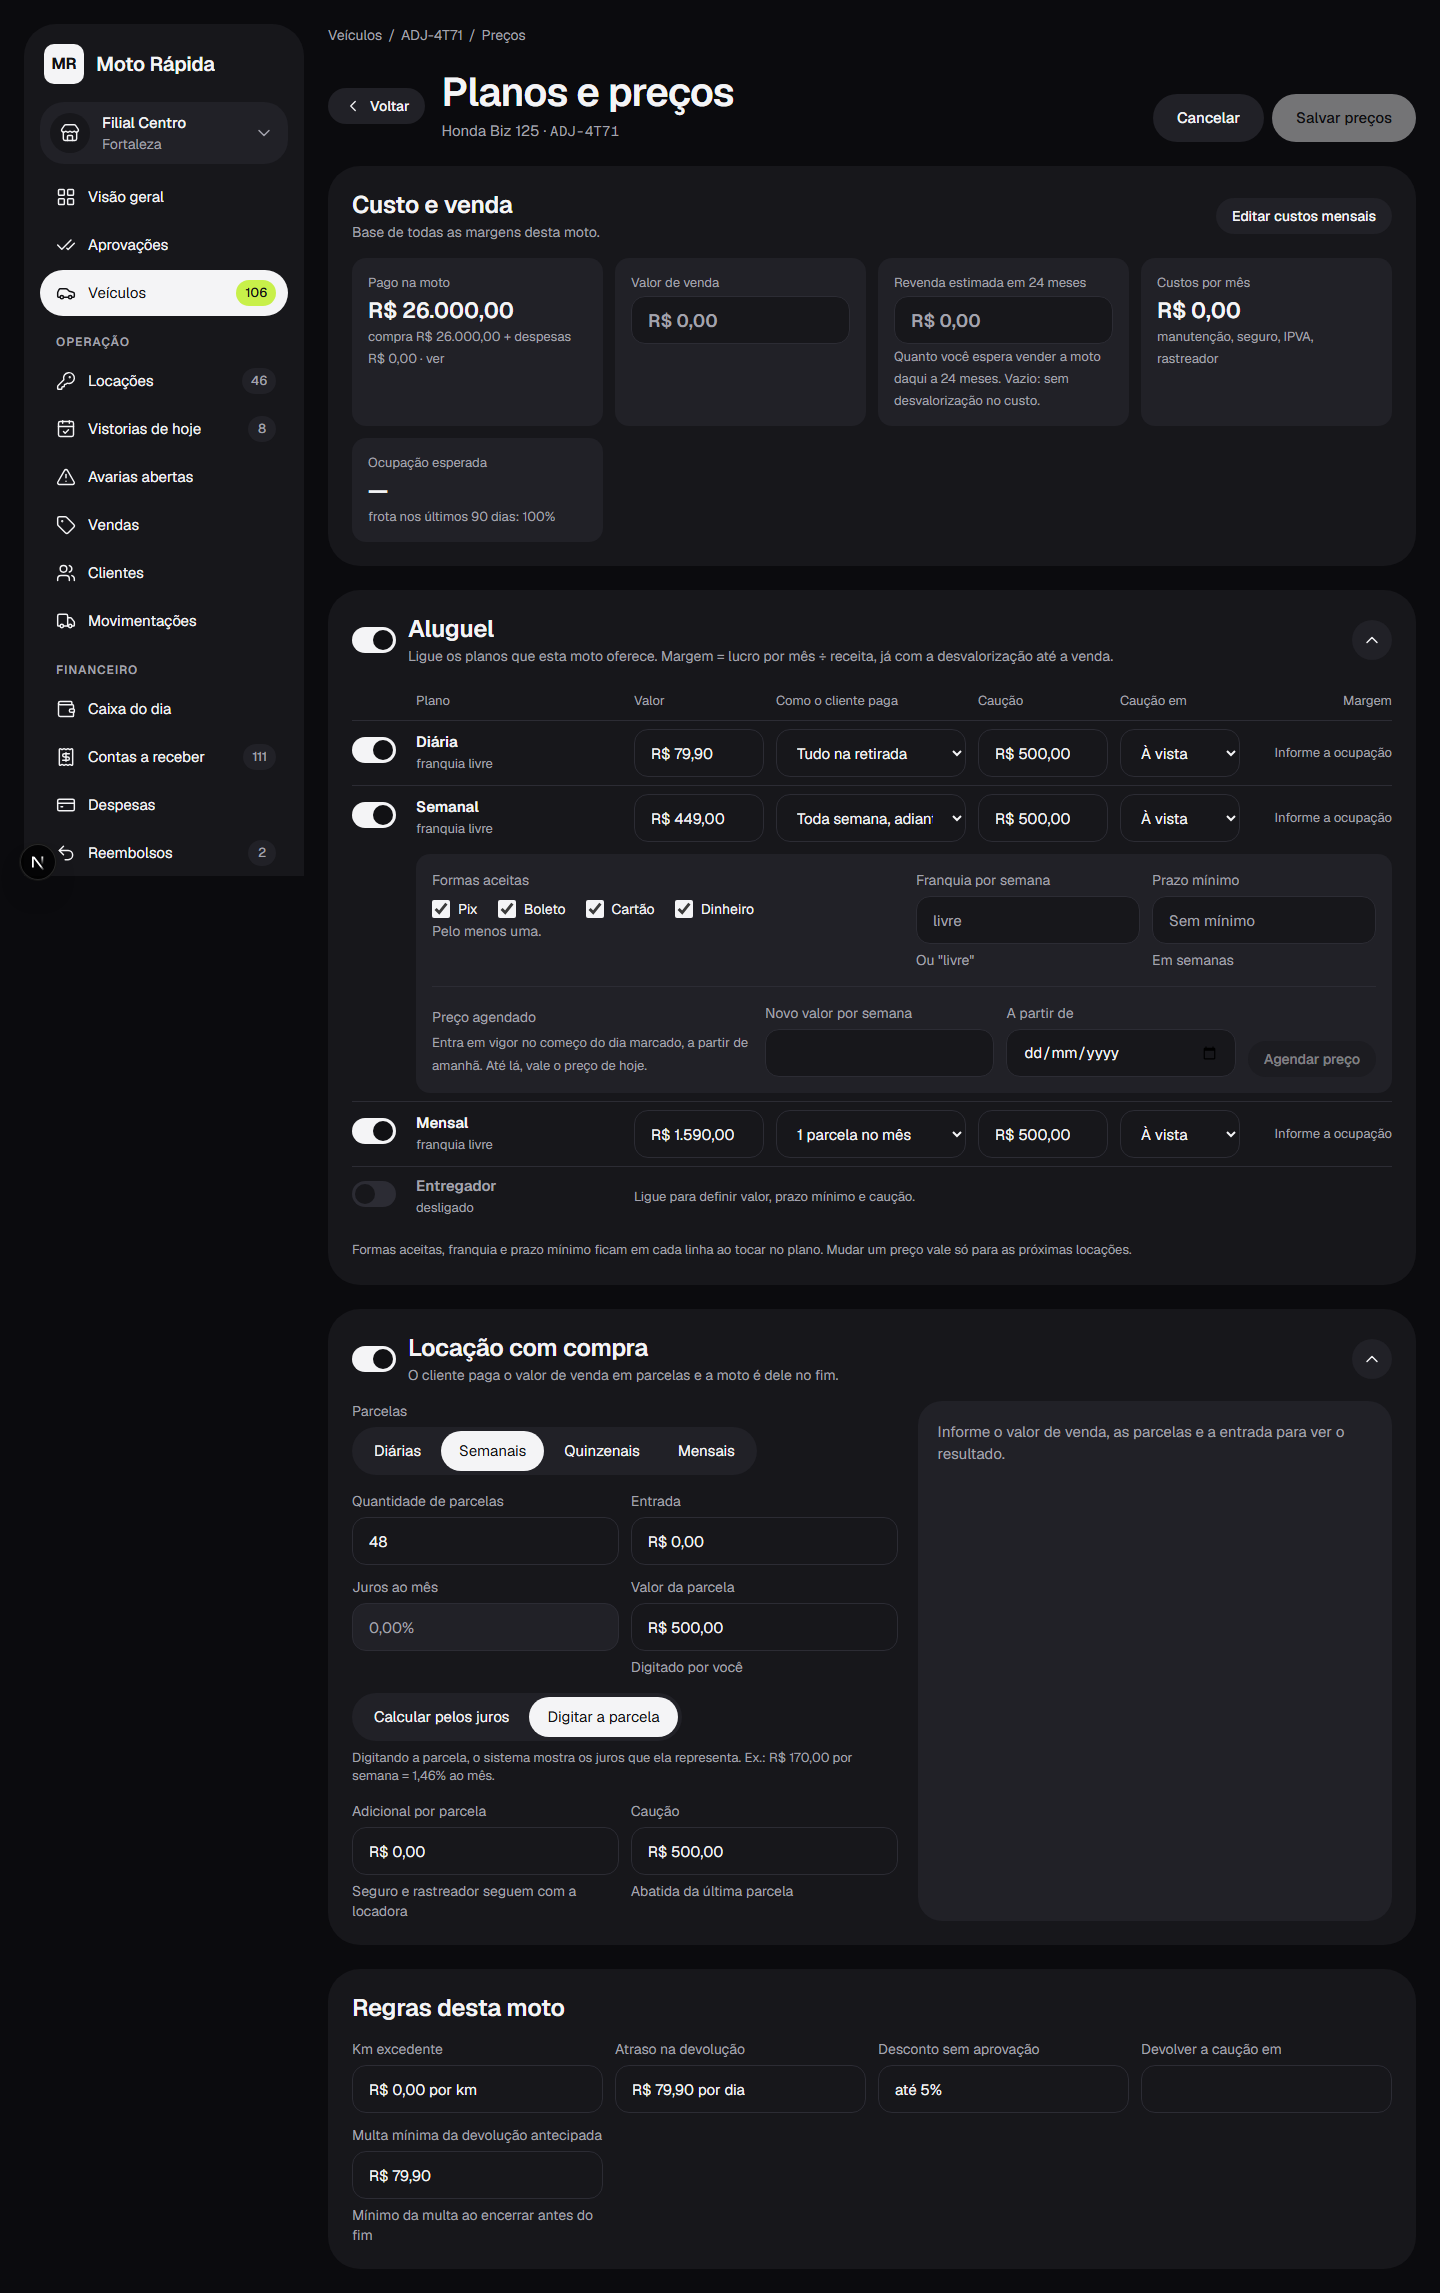 MR Moto Rápida
Filial Centro
Fortaleza
Visão geral
Aprovações
Veículos 106
OPERAÇÃO
Locações 46
Vistorias de hoje 8
Avarias abertas
Vendas
Clientes
Movimentações
FINANCEIRO
Caixa do dia
Contas a receber 111
Despesas
Reembolsos 2
N
Veículos / ADJ-4T71 / Preços
Voltar
Planos e preços
Honda Biz 125 · ADJ-4T71
Cancelar
Salvar preços
Custo e venda
Base de todas as margens desta moto.
Editar custos mensais
Pago na moto
R$ 26.000,00
compra R$ 26.000,00 + despesas
R$ 0,00 · ver
Valor de venda
R$ 0,00
Revenda estimada em 24 meses
R$ 0,00
Quanto você espera vender a moto
daqui a 24 meses. Vazio: sem
desvalorização no custo.
Custos por mês
R$ 0,00
manutenção, seguro, IPVA,
rastreador
Ocupação esperada
—
frota nos últimos 90 dias: 100%
Aluguel
Ligue os planos que esta moto oferece. Margem = lucro por mês ÷ receita, já com a desvalorização até a venda.
Plano Valor Como o cliente paga Caução Caução em Margem
Diária
franquia livre
R$ 79,90 Tudo na retirada R$ 500,00 À vista Informe a ocupação
Semanal
franquia livre
R$ 449,00 Toda semana, adian R$ 500,00 À vista Informe a ocupação
Formas aceitas
Pix Boleto Cartão Dinheiro
Pelo menos uma.
Franquia por semana
livre
Ou "livre"
Prazo mínimo
Sem mínimo
Em semanas
Preço agendado
Entra em vigor no começo do dia marcado, a partir de
amanhã. Até lá, vale o preço de hoje.
Novo valor por semana
A partir de
dd/mm/yyyy
Agendar preço
Mensal
franquia livre
R$ 1.590,00 1 parcela no mês R$ 500,00 À vista Informe a ocupação
Entregador
desligado
Ligue para definir valor, prazo mínimo e caução.
Formas aceitas, franquia e prazo mínimo ficam em cada linha ao tocar no plano. Mudar um preço vale só para as próximas locações.
Locação com compra
O cliente paga o valor de venda em parcelas e a moto é dele no fim.
Parcelas
Diárias Semanais Quinzenais Mensais
Quantidade de parcelas
48
Entrada
R$ 0,00
Juros ao mês
0,00%
Valor da parcela
R$ 500,00
Digitado por você
Calcular pelos juros Digitar a parcela
Digitando a parcela, o sistema mostra os juros que ela representa. Ex.: R$ 170,00 por
semana = 1,46% ao mês.
Adicional por parcela
R$ 0,00
Seguro e rastreador seguem com a
locadora
Caução
R$ 500,00
Abatida da última parcela
Informe o valor de venda, as parcelas e a entrada para ver o
resultado.
Regras desta moto
Km excedente
R$ 0,00 por km
Atraso na devolução
R$ 79,90 por dia
Desconto sem aprovação
até 5%
Devolver a caução em
Multa mínima da devolução antecipada
R$ 79,90
Mínimo da multa ao encerrar antes do
fim